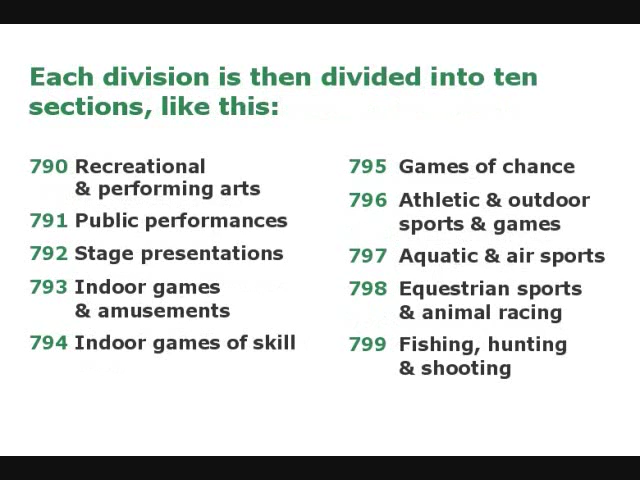 Each division is then divided into ten
sections, like this:
790 Recreational
& performing arts
791 Public performances
792 Stage presentations
793 Indoor games
& amusements
794 Indoor games of skill
795 Games of chance
796 Athletic & outdoor
sports & games
797 Aquatic & air sports
798 Equestrian sports
& animal racing
799 Fishing, hunting
& shooting